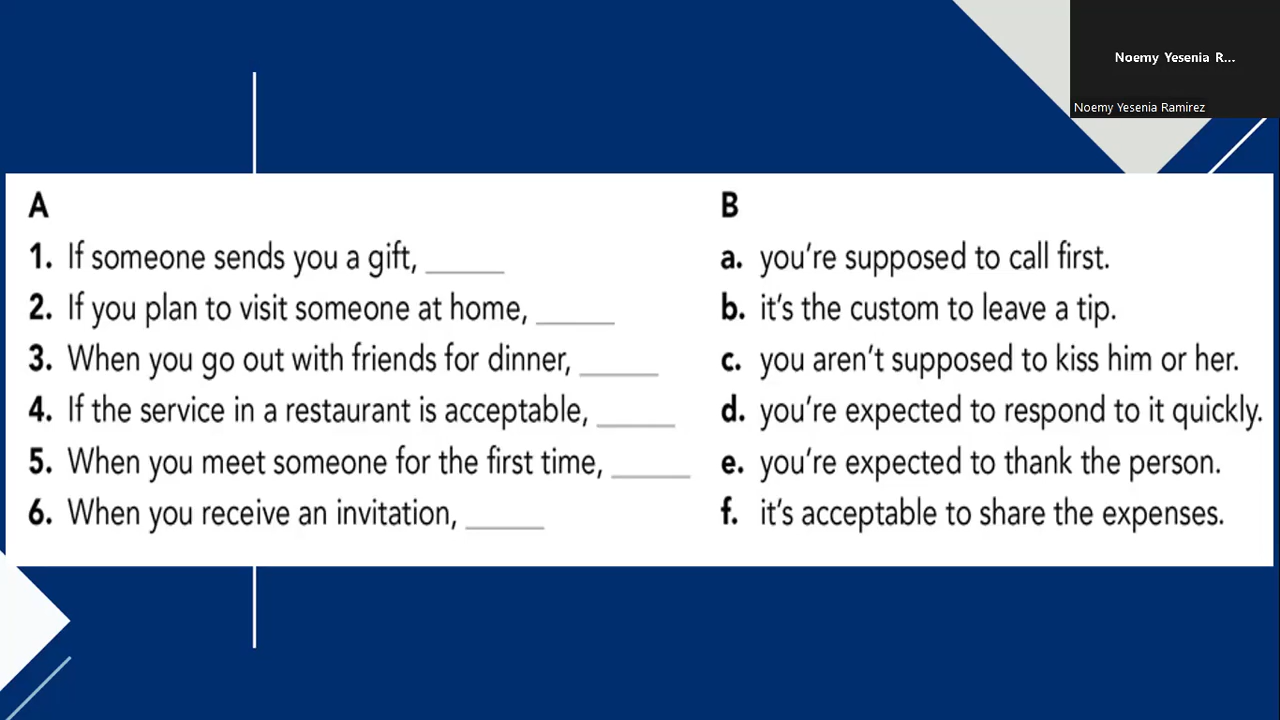 Noemy Yesenia R...
Noemy Yesenia Ramirez
A
1. If someone sends you a gift, ______
2. If you plan to visit someone at home, ______
3. When you go out with friends for dinner, ______
4. If the service in a restaurant is acceptable, ______
5. When you meet someone for the first time, ______
6. When you receive an invitation, ______
B
a. you're supposed to call first.
b. it's the custom to leave a tip.
c. you aren't supposed to kiss him or her.
d. you're expected to respond to it quickly.
e. you're expected to thank the person.
f. it's acceptable to share the expenses.